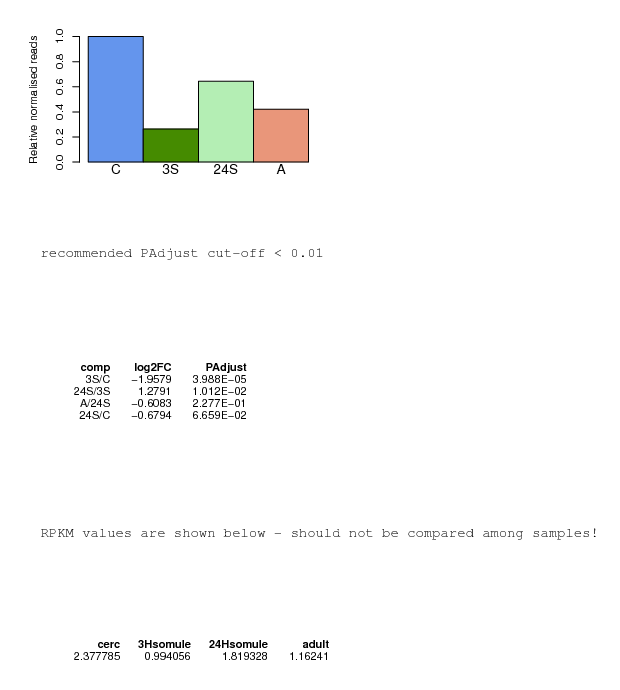 Relative normalised reads
1.0
0.8
0.6
0.4
0.2
0.0
C 3S 24S A
recommended PAdjust cut-off < 0.01
comp log2FC PAdjust
3S/C −1.9579 3.988E−05
24S/3S 1.2791 1.012E−02
A/24S −0.6083 2.277E−01
24S/C −0.6794 6.659E−02
RPKM values are shown below - should not be compared among samples!
cerc 3Hsomule 24Hsomule adult
2.377785 0.994056 1.819328 1.16241